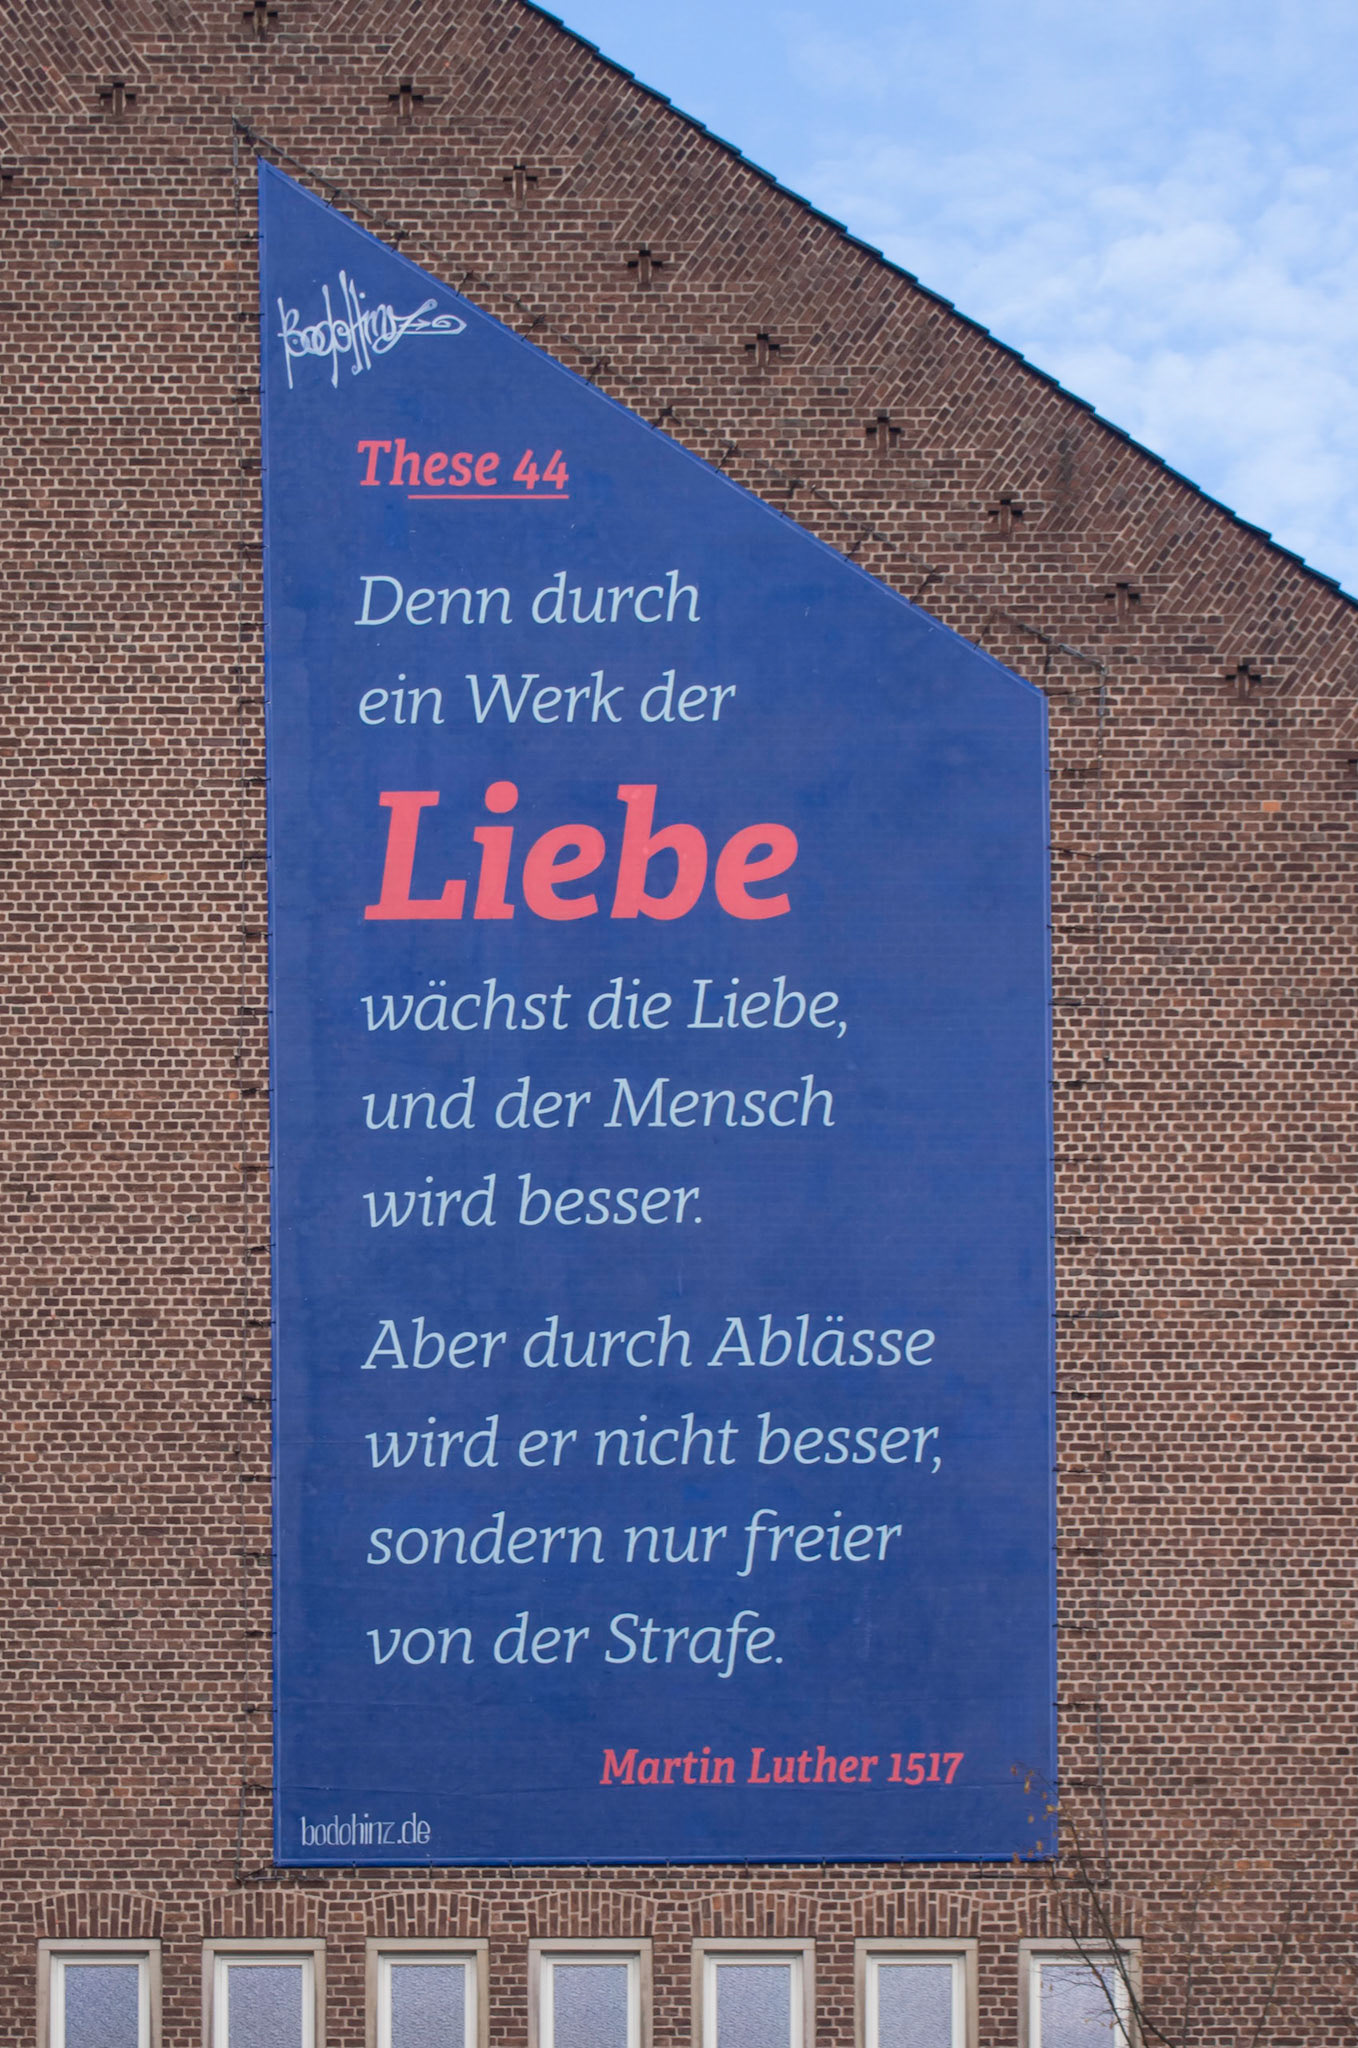 BodoHinz
These 44
Denn durch
ein Werk der
Liebe
wächst die Liebe,
und der Mensch
wird besser.
Aber durch Ablässe
wird er nicht besser,
sondern nur freier
von der Strafe.
Martin Luther 1517
bodohinz.de